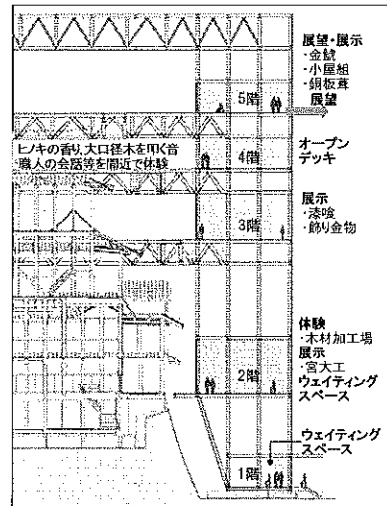 展望・展示
・金鯱
・小屋組
・銅板葺
展望
5階
ヒノキの香り、大口径木を叩く音
職人の会話等を間近で体験
4階
オープン
デッキ
展示
・漆喰
・飾り金物
3階
体験
・木材加工場
展示
・宮大工
ウェイティング
スペース
2階
ウェイティング
スペース
1階